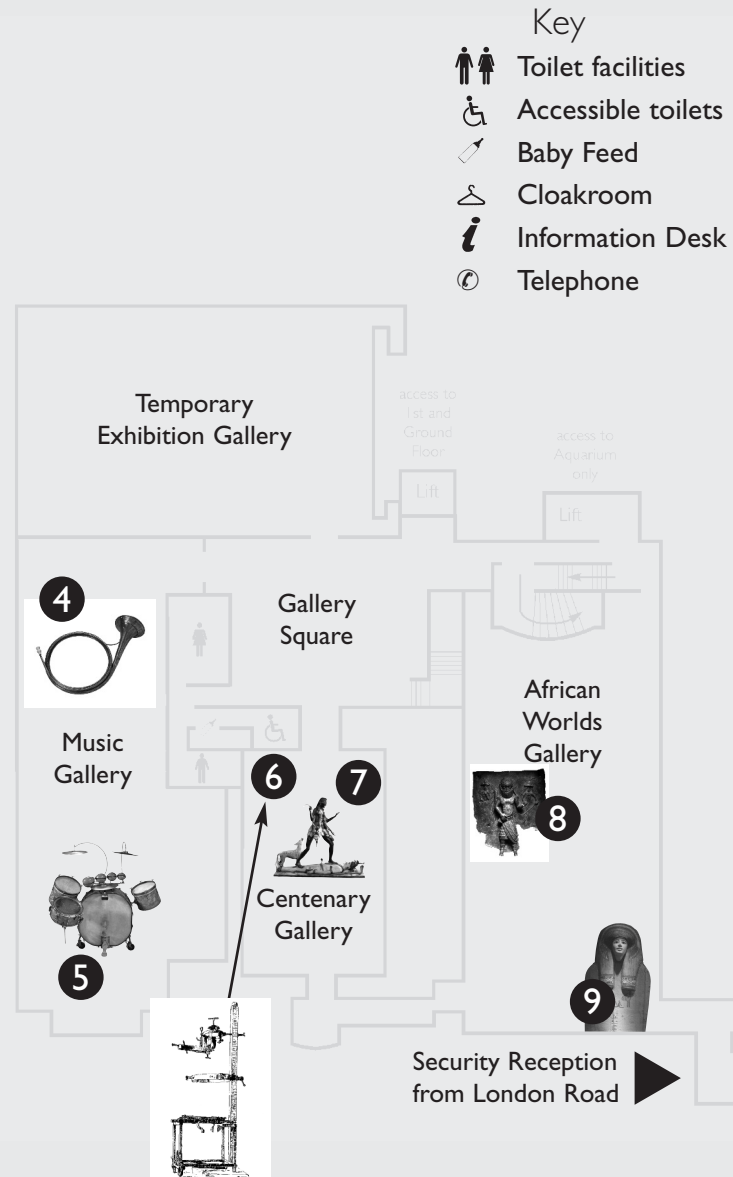 Key
Toilet facilities
Accessible toilets
Baby Feed
Cloakroom
Information Desk
Telephone
Temporary
Exhibition Gallery
access to
1st and
Ground
Floor
Lift
access to
Aquarium
only
Lift
4
Gallery
Square
Music
Gallery
African
Worlds
Gallery
6
7
8
Centenary
Gallery
5
9
Security Reception
from London Road